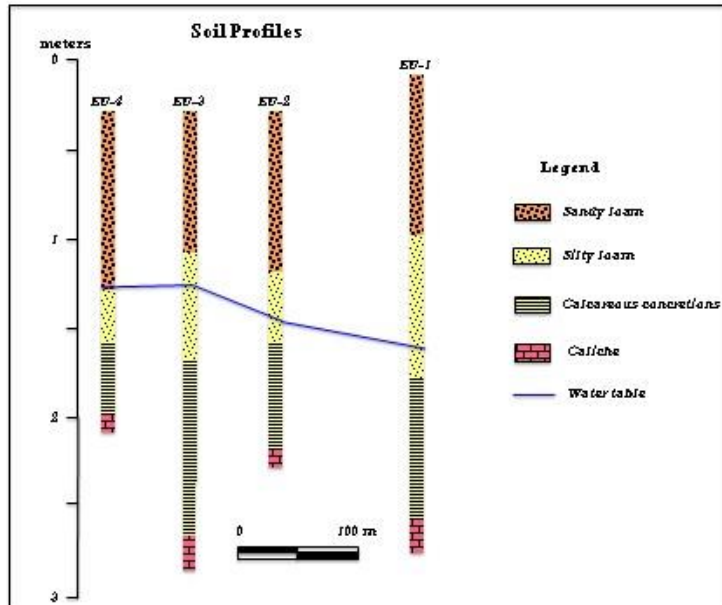 Soil Profiles
meters
0
EU-1
EU-4 EU-3 EU-2
Legend
Sandy loam
1
Silty loam
Calcareous concretions
Caliche
Water table
2
0 100 m
3